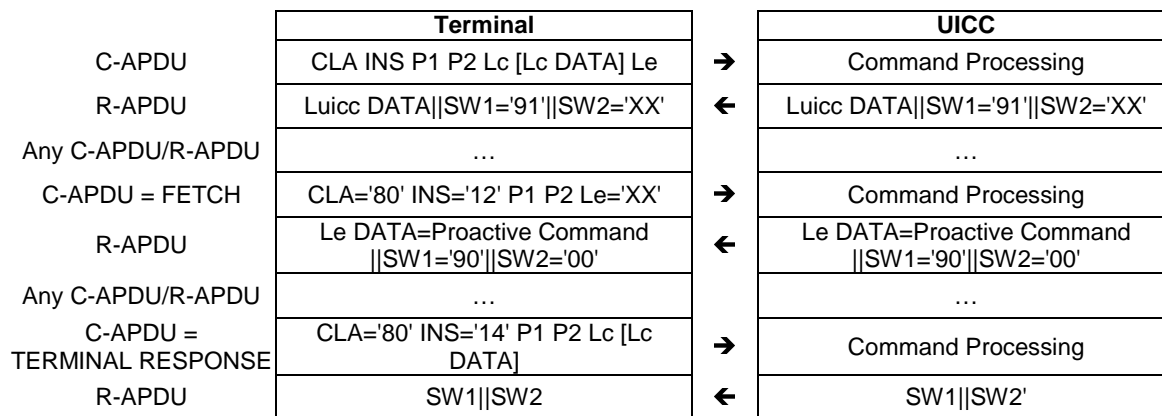 Terminal UICC
C-APDU CLA INS P1 P2 Lc [Lc DATA] Le ➔ Command Processing
R-APDU Luicc DATA||SW1='91'||SW2='XX' 🡸 Luicc DATA||SW1='91'||SW2='XX'
Any C-APDU/R-APDU … …
C-APDU = FETCH CLA='80' INS='12' P1 P2 Le='XX' ➔ Command Processing
R-APDU Le DATA=Proactive Command 🡸 Le DATA=Proactive Command
||SW1='90'||SW2='00' ||SW1='90'||SW2='00'
Any C-APDU/R-APDU … …
C-APDU = CLA='80' INS='14' P1 P2 Lc [Lc ➔ Command Processing
TERMINAL RESPONSE DATA]
R-APDU SW1||SW2 🡸 SW1||SW2'